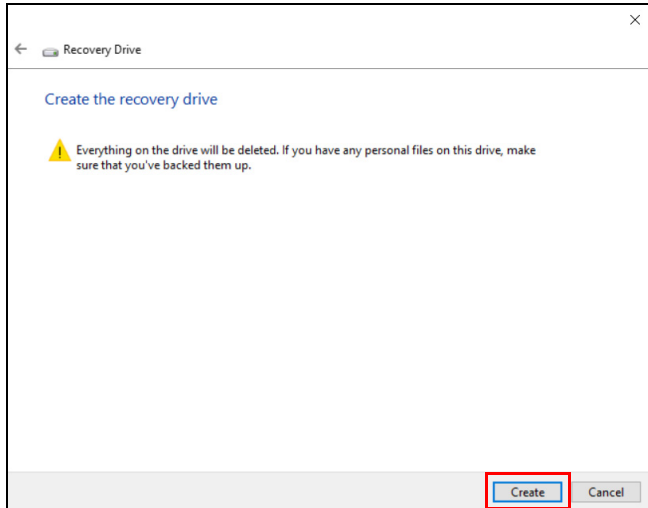 Recovery Drive
Create the recovery drive
Everything on the drive will be deleted. If you have any personal files on this drive, make
sure that you've backed them up.
Create Cancel